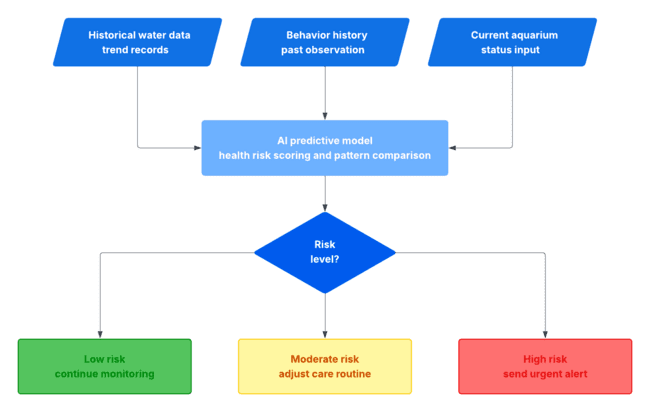 Historical water data
trend records
Behavior history
past observation
Current aquarium
status input
AI predictive model
health risk scoring and pattern comparison
Risk
level?
Low risk
continue monitoring
Moderate risk
adjust care routine
High risk
send urgent alert